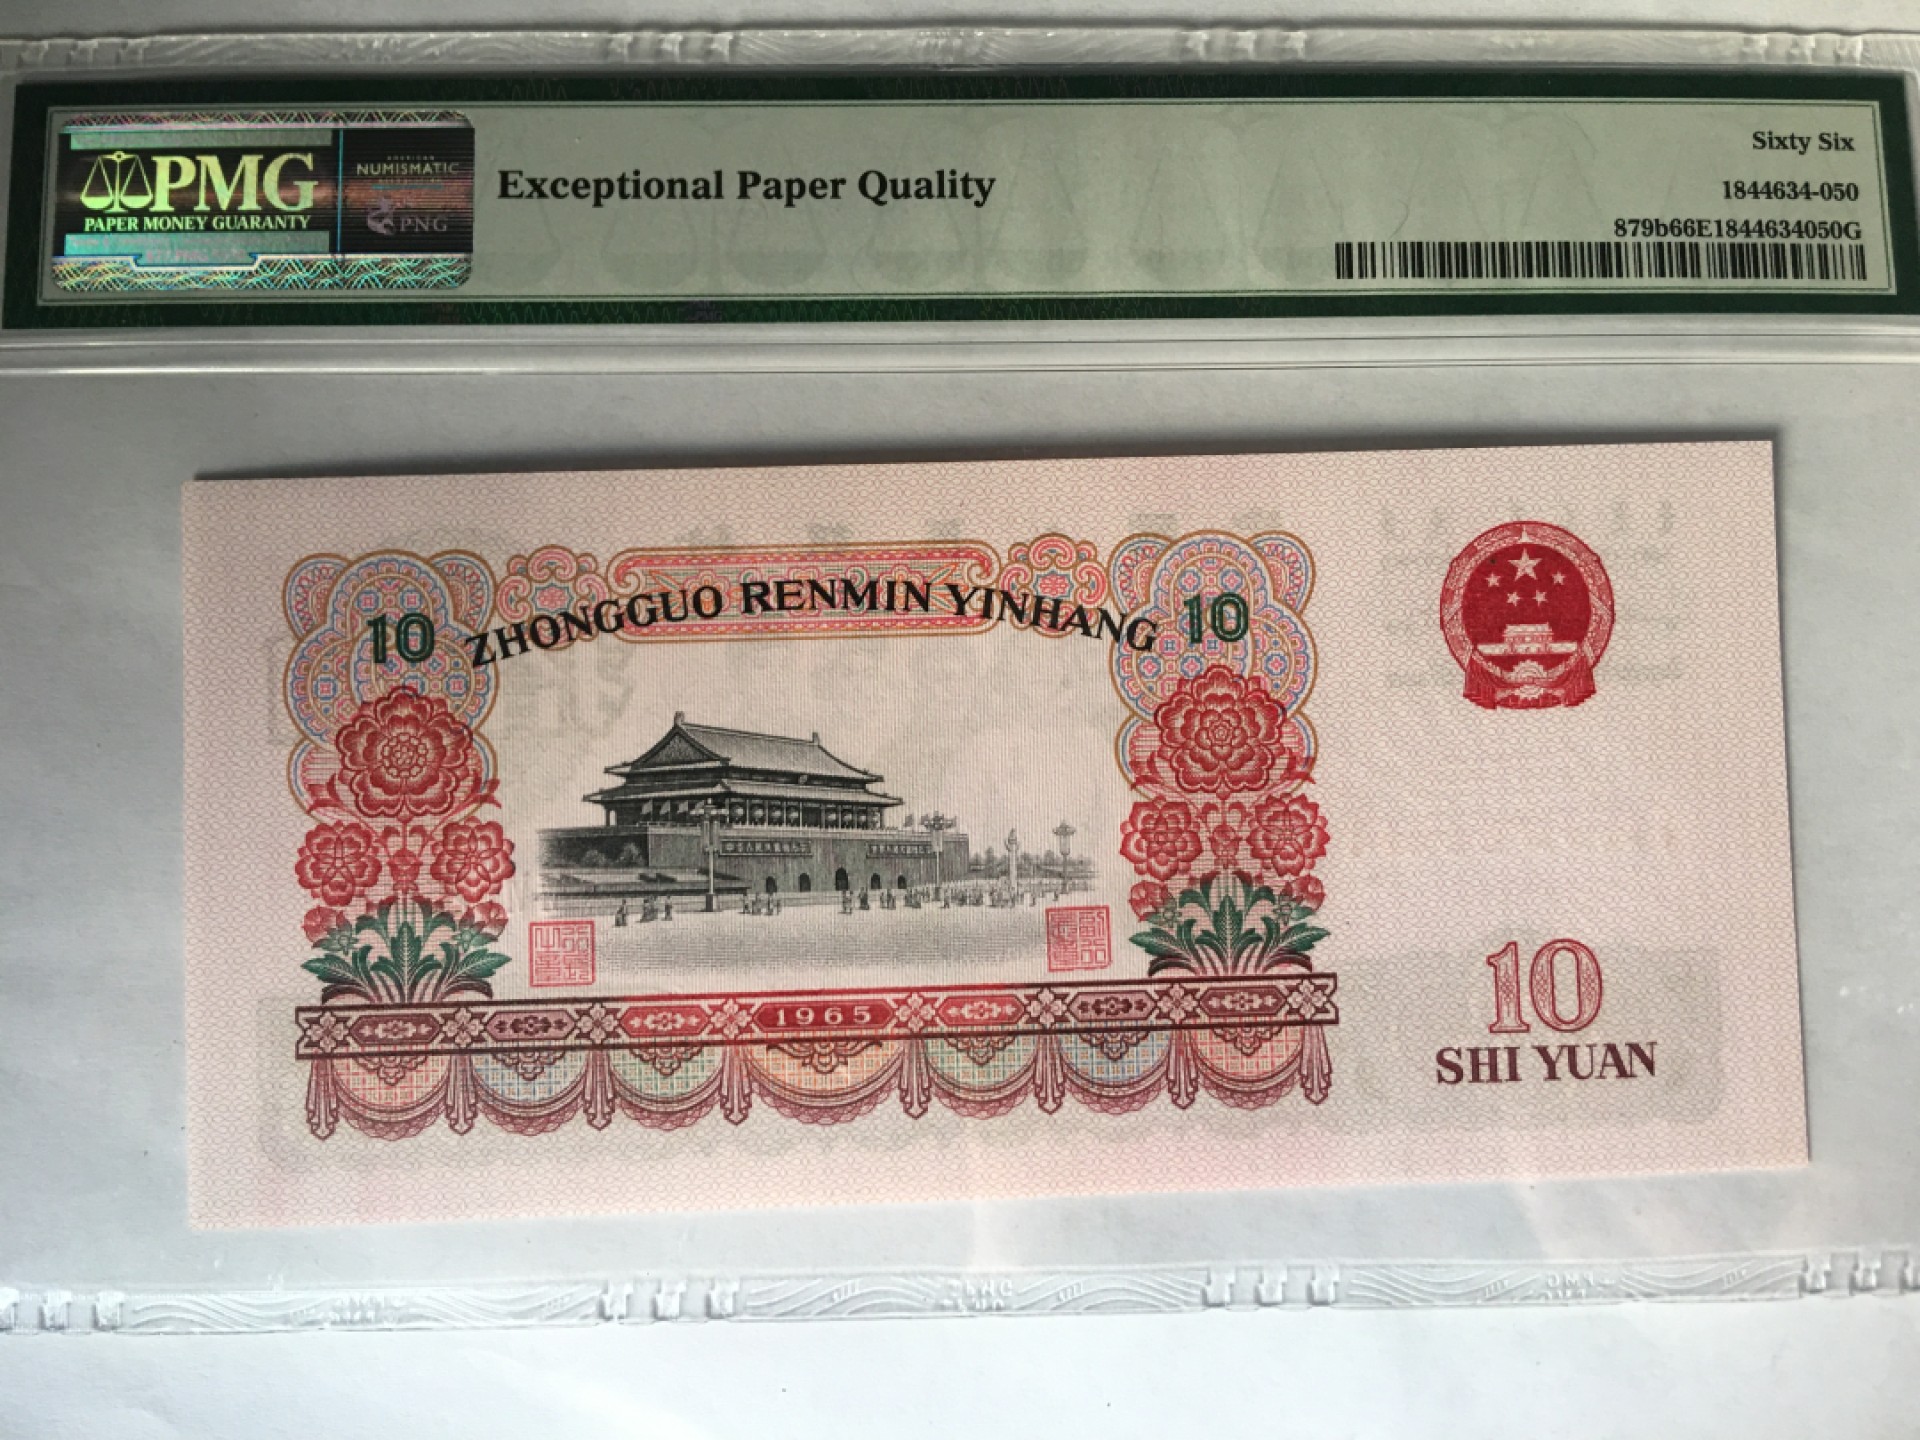 PMG
PAPER MONEY GUARANTY
AMERICAN
NUMISMATIC
PNG
Exceptional Paper Quality
Sixty Six
1844634-050
879b66E1844634050G
10 ZHONGGUO RENMIN YINHANG 10
1965
10
SHI YUAN